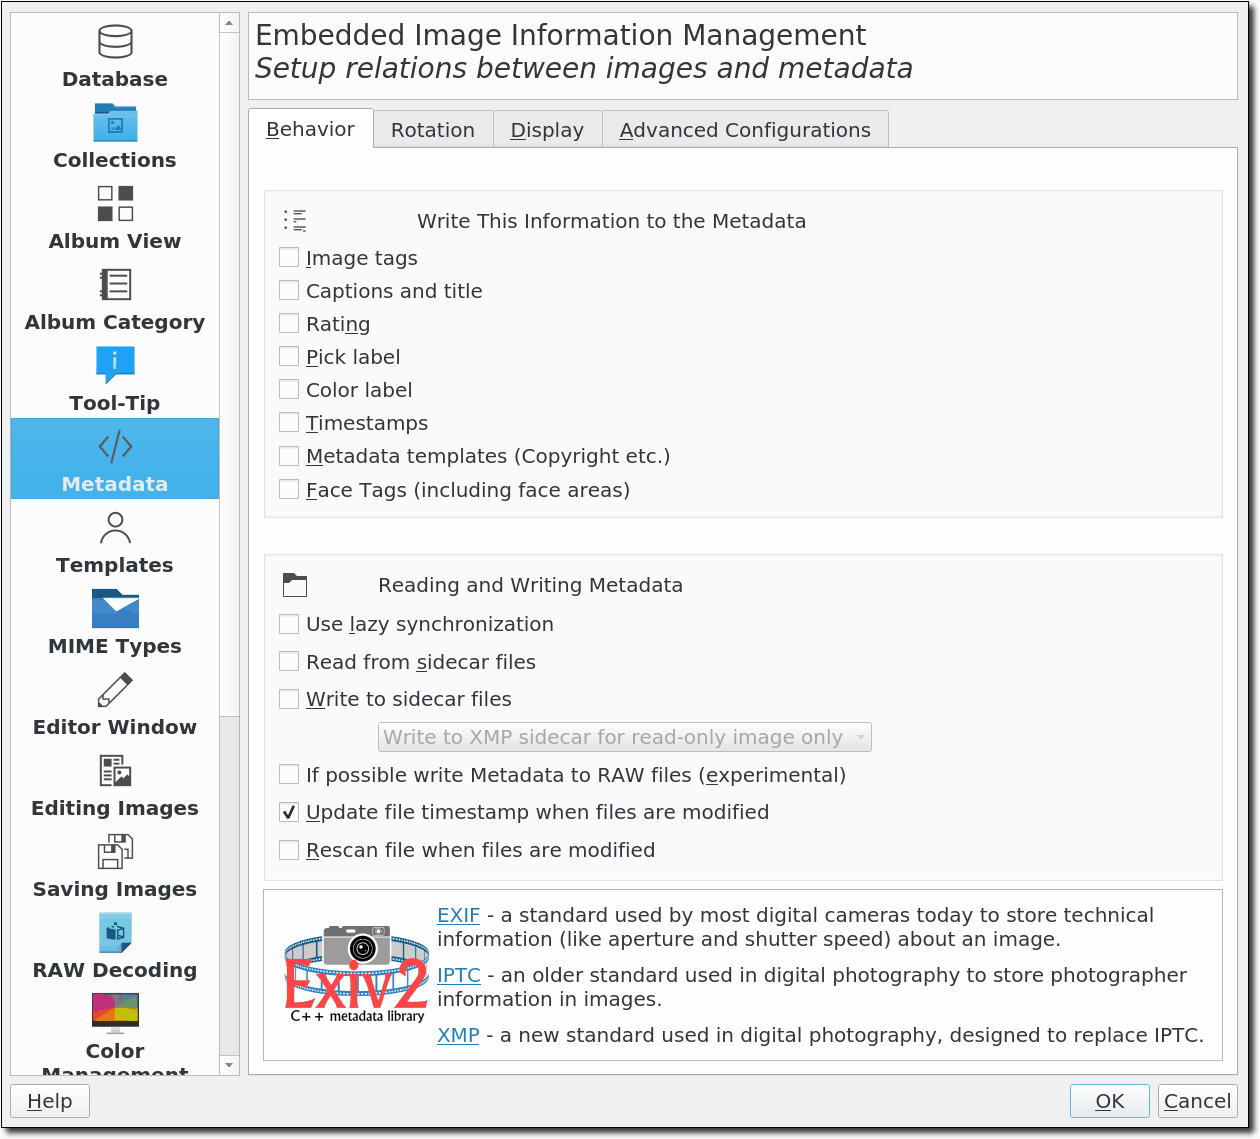 Database
Collections
Album View
Album Category
Tool-Tip
Metadata
Templates
MIME Types
Editor Window
Editing Images
Saving Images
RAW Decoding
Color
Management
Embedded Image Information Management
Setup relations between images and metadata
Behavior
Rotation
Display
Advanced Configurations
Write This Information to the Metadata
Image tags
Captions and title
Rating
Pick label
Color label
Timestamps
Metadata templates (Copyright etc.)
Face Tags (including face areas)
Reading and Writing Metadata
Use lazy synchronization
Read from sidecar files
Write to sidecar files
Write to XMP sidecar for read-only image only
If possible write Metadata to RAW files (experimental)
Update file timestamp when files are modified
Rescan file when files are modified
Exiv2
C++ metadata library
EXIF - a standard used by most digital cameras today to store technical
information (like aperture and shutter speed) about an image.
IPTC - an older standard used in digital photography to store photographer
information in images.
XMP - a new standard used in digital photography, designed to replace IPTC.
Help
OK
Cancel